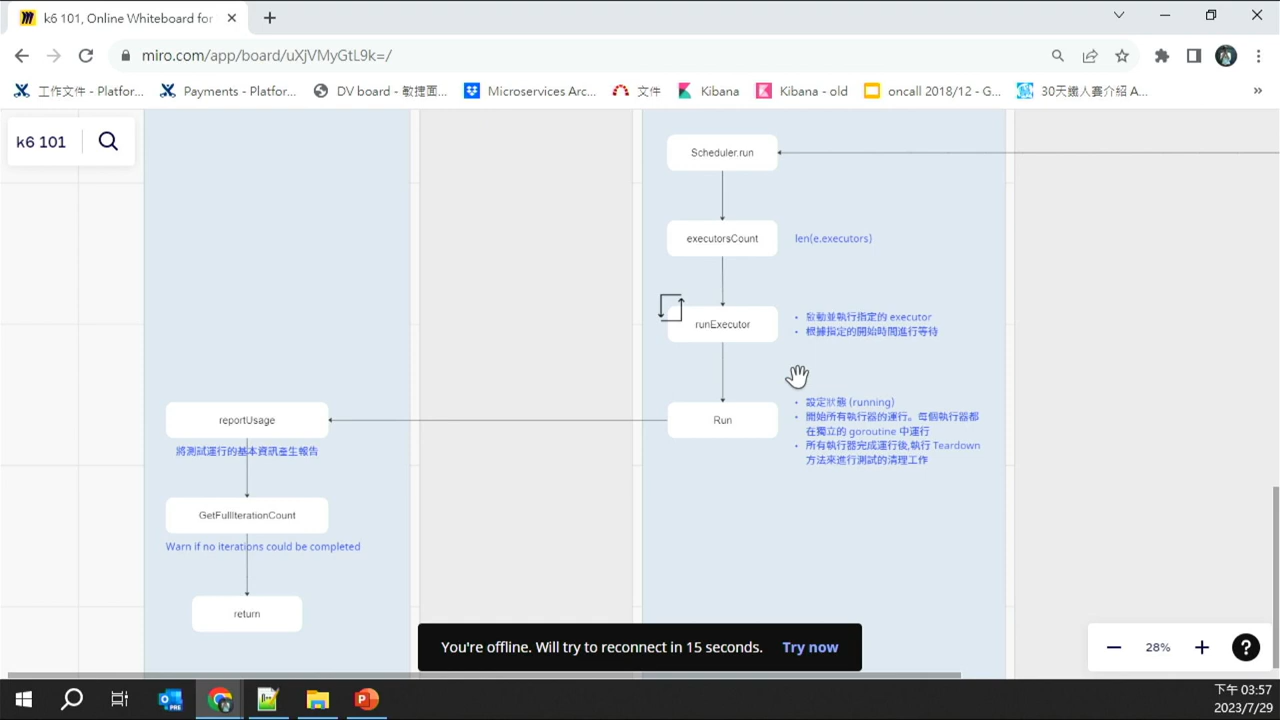 k6 101, Online Whiteboard for
miro.com/app/board/uXjVMyGtL9k=/
工作文件 - Platfor...
Payments - Platfor...
DV board - 敏捷面...
Microservices Arc...
文件
Kibana
Kibana - old
oncall 2018/12 - G...
30天鐵人賽介紹 A...
»
k6 101
Scheduler.run
executorsCount
len(e.executors)
runExecutor
• 啟動並執行指定的 executor
• 根據指定的開始時間進行等待
Run
• 設定狀態 (running)
• 開始所有執行器的運行。每個執行器都
在獨立的 goroutine 中運行
• 所有執行器完成運行後,執行 Teardown
方法來進行測試的清理工作
reportUsage
將測試運行的基本資訊產生報告
GetFullIterationCount
Warn if no iterations could be completed
return
You're offline. Will try to reconnect in 15 seconds. Try now
28%
?
下午 03:57
2023/7/29